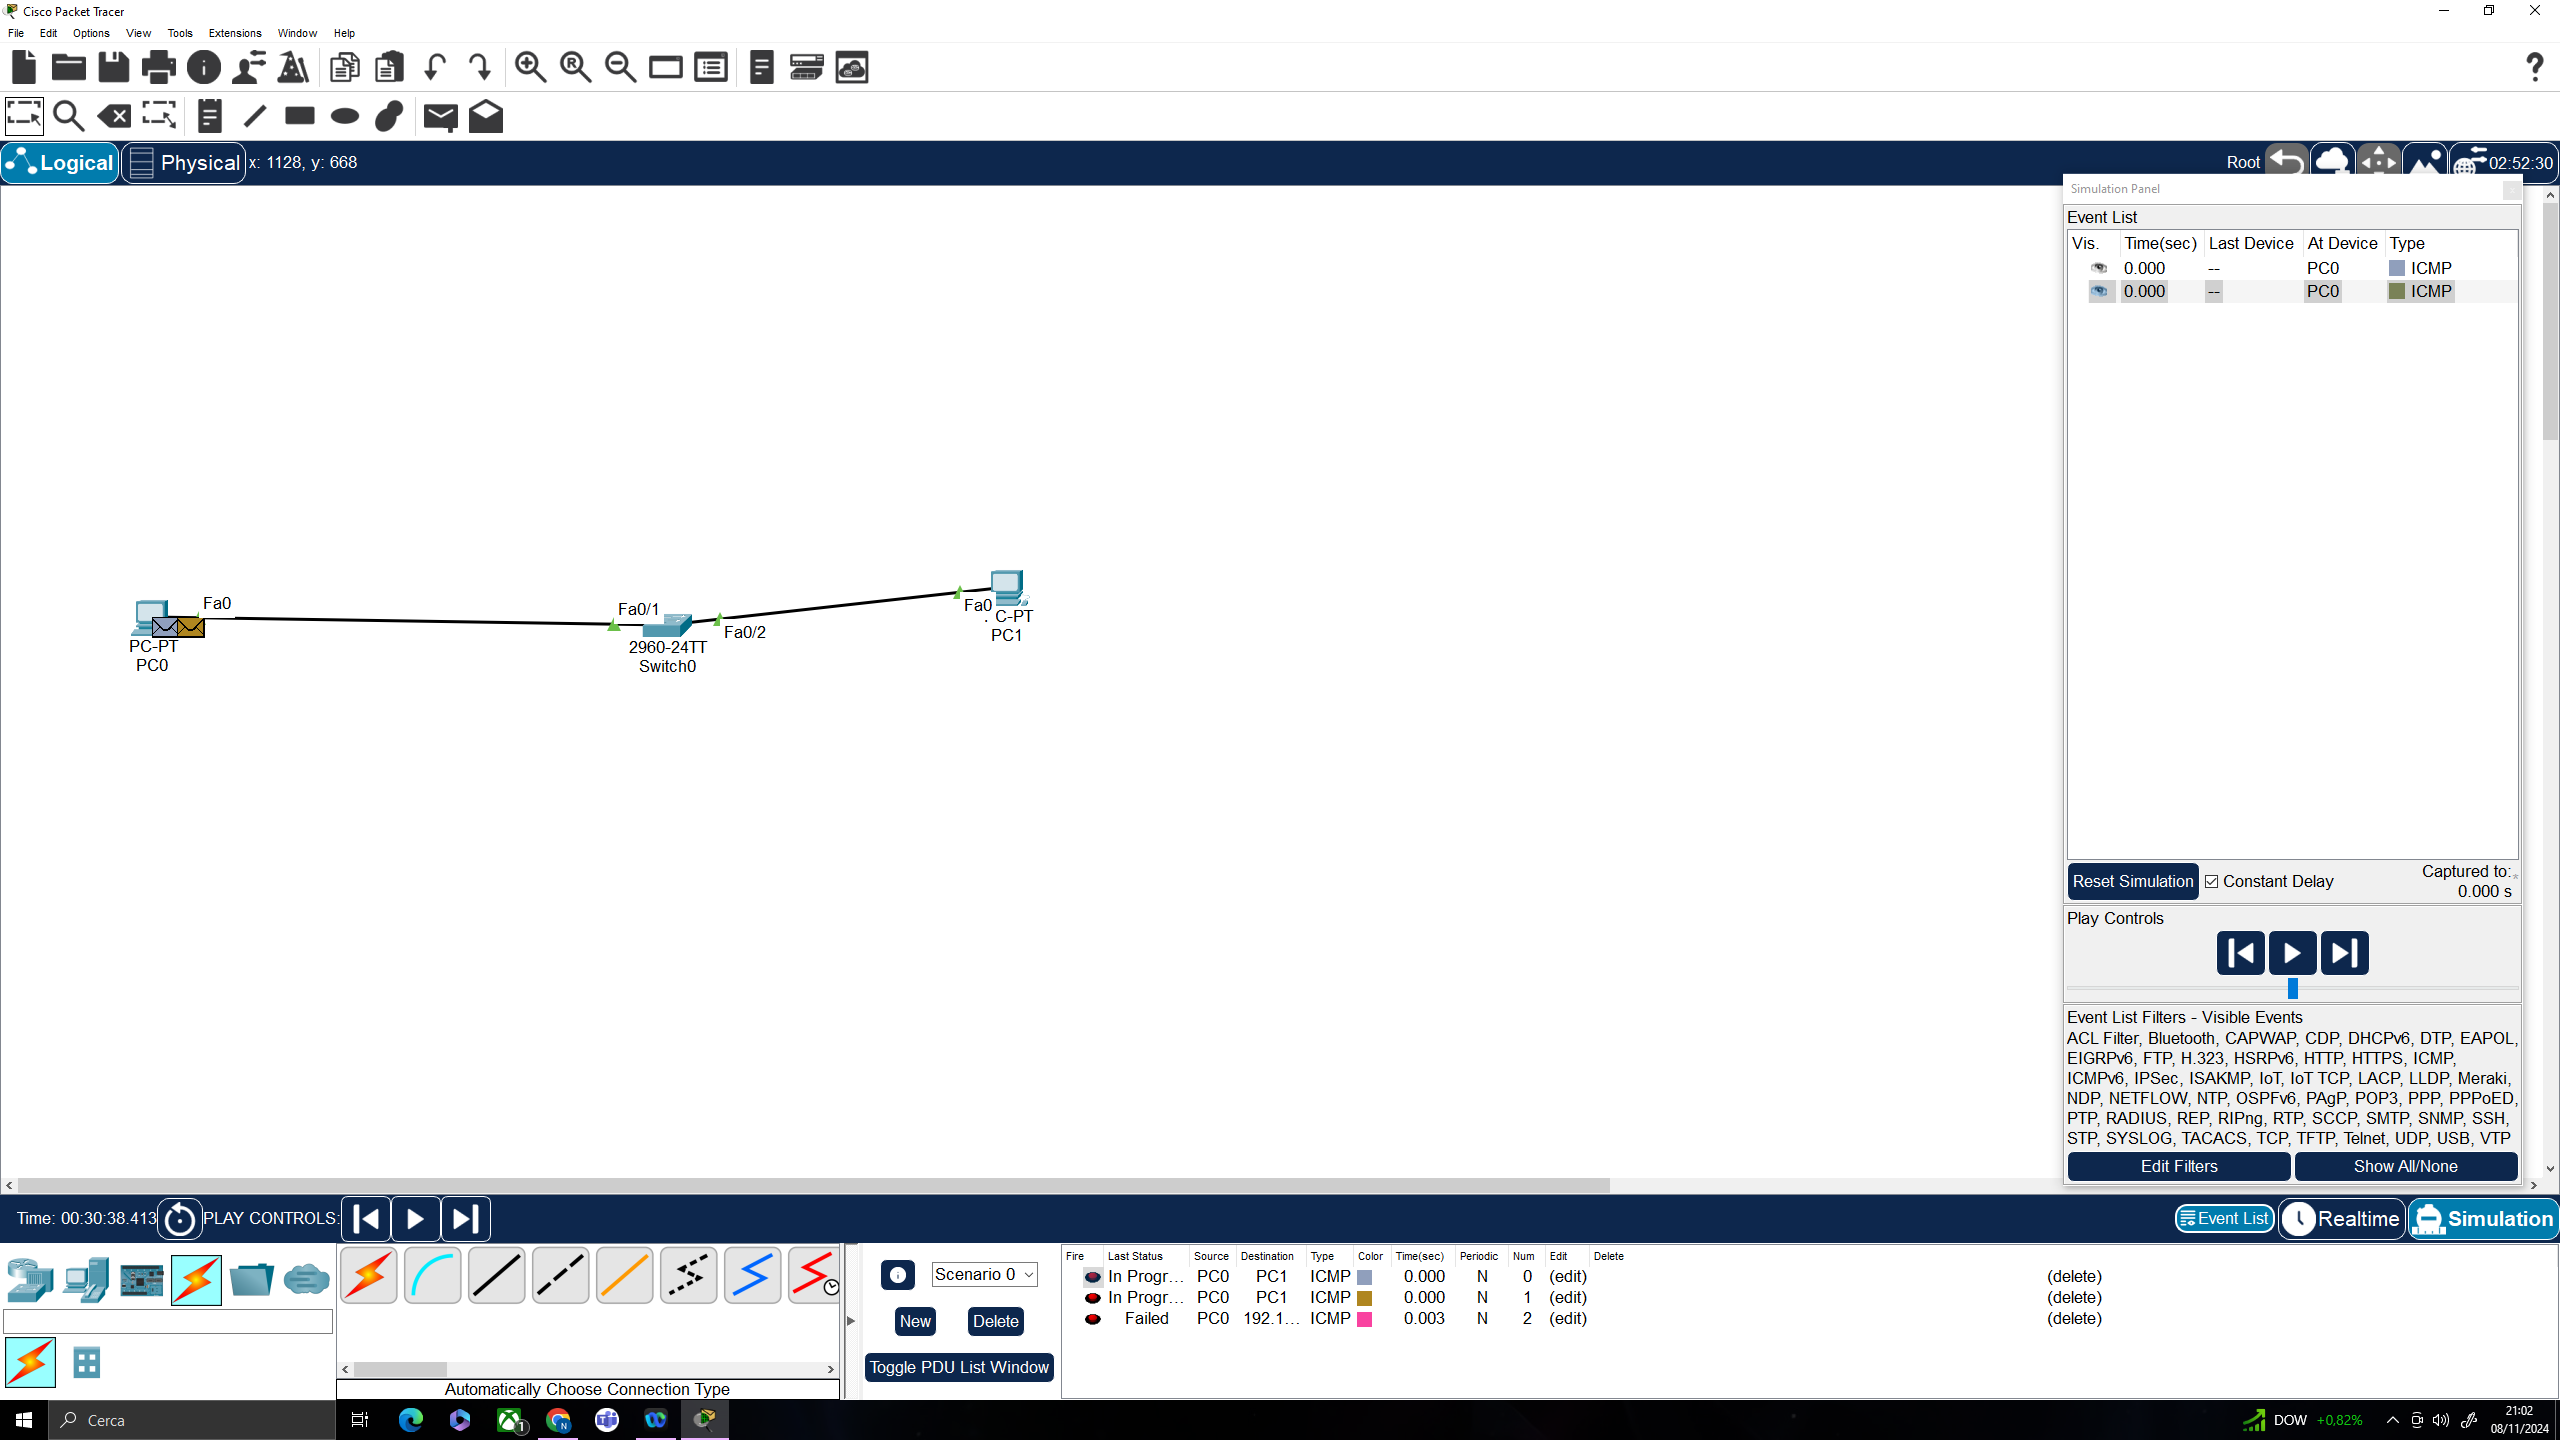 Cisco Packet Tracer
File Edit Options View Tools Extensions Window Help
Logical Physical x: 1128, y: 668 Root 02:52:30
Simulation Panel
Event List
Vis. Time(sec) Last Device At Device Type
0.000 -- PC0 ICMP
0.000 -- PC0 ICMP
Fa0
PC-PT
PC0
Fa0/1
Fa0/2
2960-24TT
Switch0
Fa0
C-PT
PC1
Reset Simulation Constant Delay Captured to:
0.000 s
Play Controls
Event List Filters - Visible Events
ACL Filter, Bluetooth, CAPWAP, CDP, DHCPv6, DTP, EAPOL,
EIGRPv6, FTP, H.323, HSRPv6, HTTP, HTTPS, ICMP,
ICMPv6, IPSec, ISAKMP, IoT, IoT TCP, LACP, LLDP, Meraki,
NDP, NETFLOW, NTP, OSPFv6, PAgP, POP3, PPP, PPPoED,
PTP, RADIUS, REP, RIPng, RTP, SCCP, SMTP, SNMP, SSH,
STP, SYSLOG, TACACS, TCP, TFTP, Telnet, UDP, USB, VTP
Edit Filters Show All/None
Time: 00:30:38.413 PLAY CONTROLS: Event List Realtime Simulation
Scenario 0
New Delete
Toggle PDU List Window
Fire Last Status Source Destination Type Color Time(sec) Periodic Num Edit Delete
In Progr... PC0 PC1 ICMP 0.000 N 0 (edit) (delete)
In Progr... PC0 PC1 ICMP 0.000 N 1 (edit) (delete)
Failed PC0 192.1... ICMP 0.003 N 2 (edit) (delete)
Automatically Choose Connection Type
Cerca
1
DOW +0,82%
21:02
08/11/2024